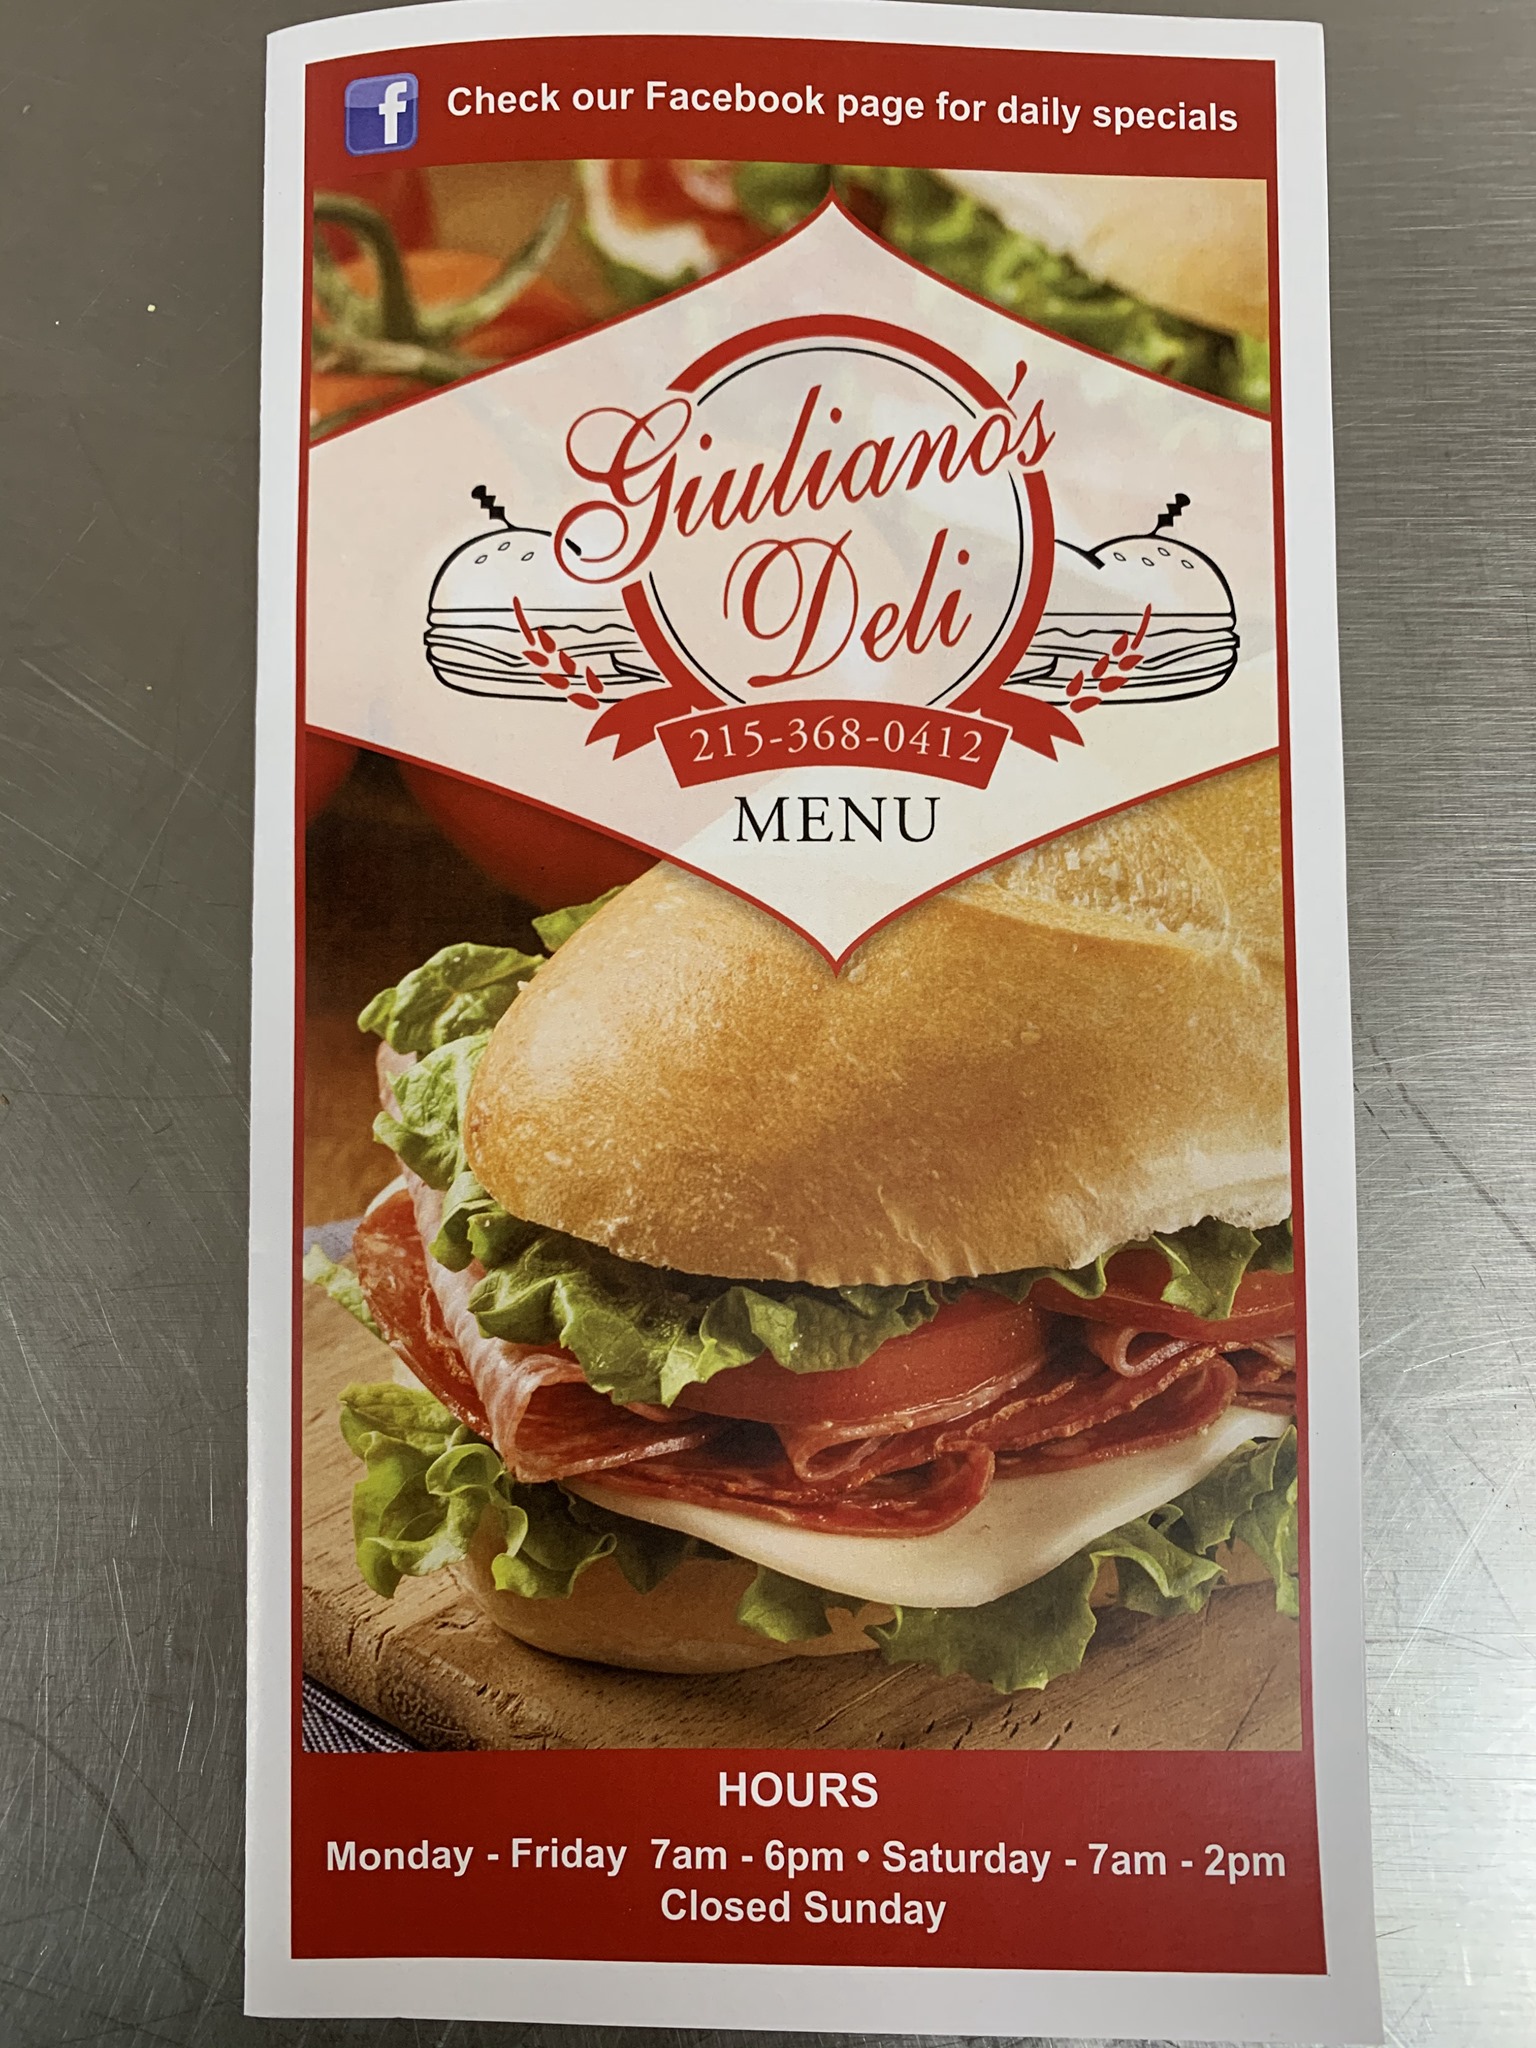 f Check our Facebook page for daily specials
Giuliano's
Deli
215-368-0412
MENU
HOURS
Monday - Friday 7am - 6pm • Saturday - 7am - 2pm
Closed Sunday